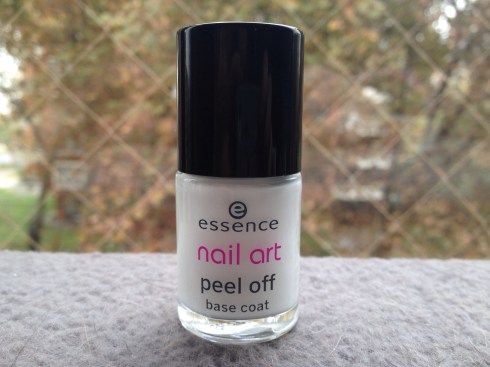 essence
nail art
peel off
base coat